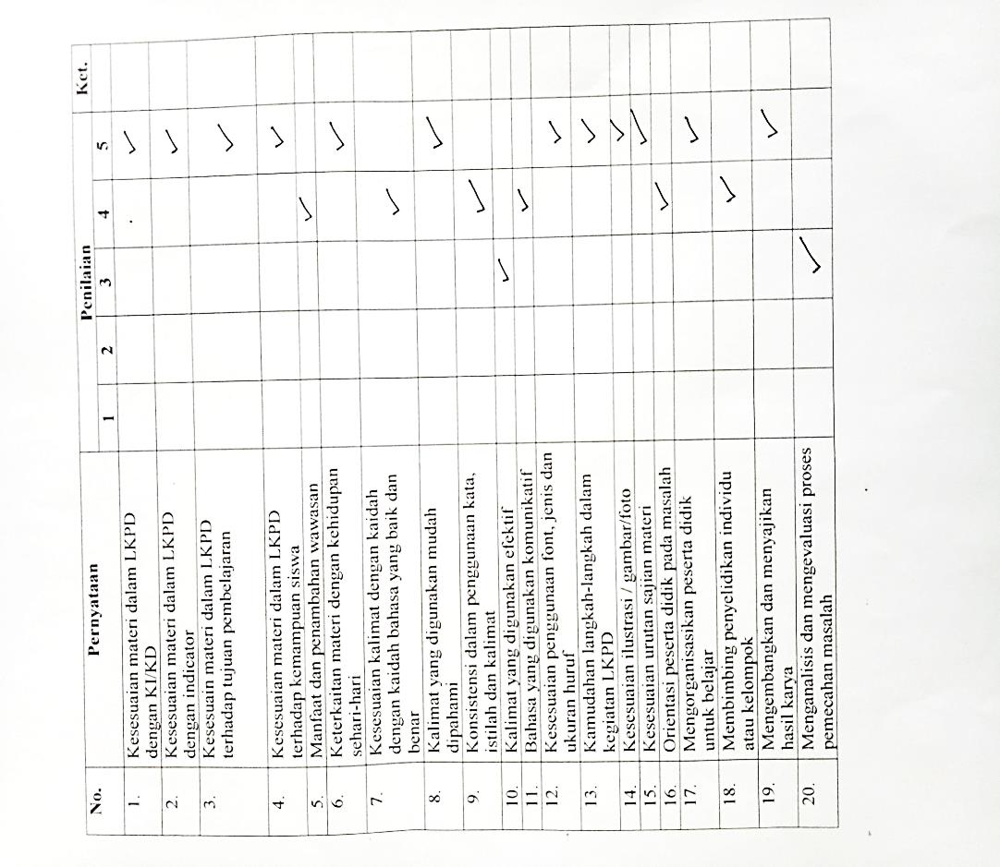 No. Pernyataan Penilaian Ket.
1 2 3 4 5
1. Kesesuaian materi dalam LKPD ✓
dengan KI/KD
2. Kesesuaian materi dalam LKPD ✓
dengan indicator
3. Kesesuain materi dalam LKPD ✓
terhadap tujuan pembelajaran
4. Kesesuaian materi dalam LKPD ✓
terhadap kemampuan siswa
5. Manfaat dan penambahan wawasan ✓
6. Keterkaitan materi dengan kehidupan ✓
sehari-hari
7. Kesesuaian kalimat dengan kaidah ✓
dengan kaidah bahasa yang baik dan
benar
8. Kalimat yang digunakan mudah ✓
dipahami
9. Konsistensi dalam penggunaan kata, ✓
istilah dan kalimat
10. Kalimat yang digunakan efektif ✓
11. Bahasa yang digunakan komunikatif ✓
12. Kesesuaian penggunaan font, jenis dan ✓
ukuran huruf
13. Kamudahan langkah-langkah dalam ✓
kegiatan LKPD
14. Kesesuaian ilustrasi / gambar/foto ✓
15. Kesesuaian urutan sajian materi ✓
16. Orientasi peserta didik pada masalah ✓
17. Mengorganisasikan peserta didik ✓
untuk belajar
18. Membimbing penyelidikan individu ✓
atau kelompok
19. Mengembangkan dan menyajikan ✓
hasil karya
20. Menganalisis dan mengevaluasi proses ✓
pemecahan masalah